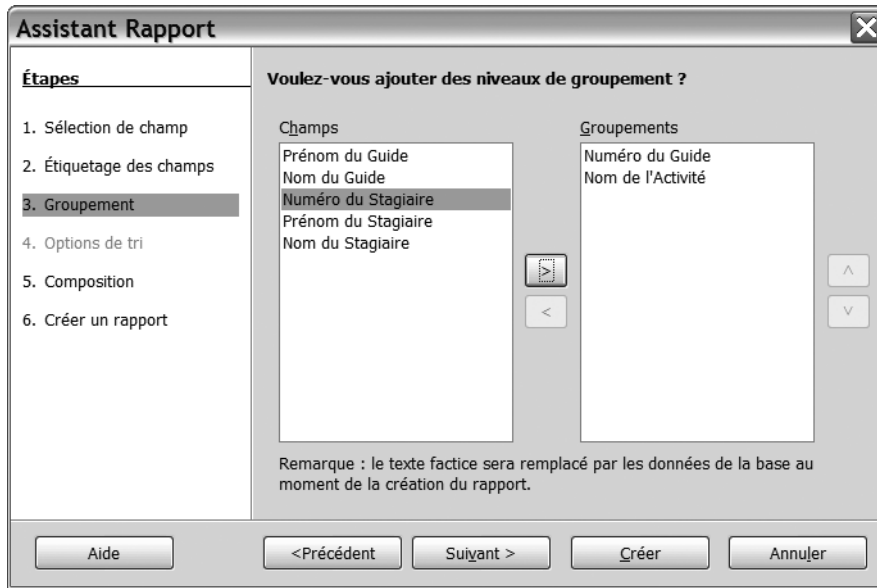 Assistant Rapport
Étapes
1. Sélection de champ
2. Étiquetage des champs
3. Groupement
4. Options de tri
5. Composition
6. Créer un rapport
Voulez-vous ajouter des niveaux de groupement ?
Champs
Prénom du Guide
Nom du Guide
Numéro du Stagiaire
Prénom du Stagiaire
Nom du Stagiaire
>
<
Groupements
Numéro du Guide
Nom de l'Activité
^
v
Remarque : le texte factice sera remplacé par les données de la base au
moment de la création du rapport.
Aide
<Précédent
Suivant >
Créer
Annuler